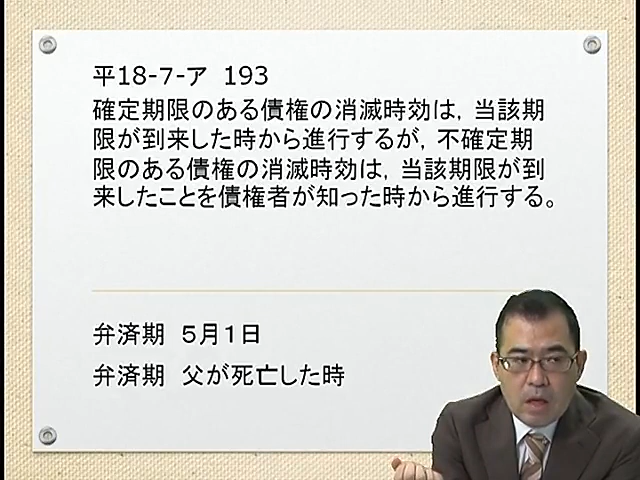 平18-7-ア 193
確定期限のある債権の消滅時効は，当該期
限が到来した時から進行するが，不確定期
限のある債権の消滅時効は，当該期限が到
来したことを債権者が知った時から進行する。
弁済期 ５月１日
弁済期 父が死亡した時